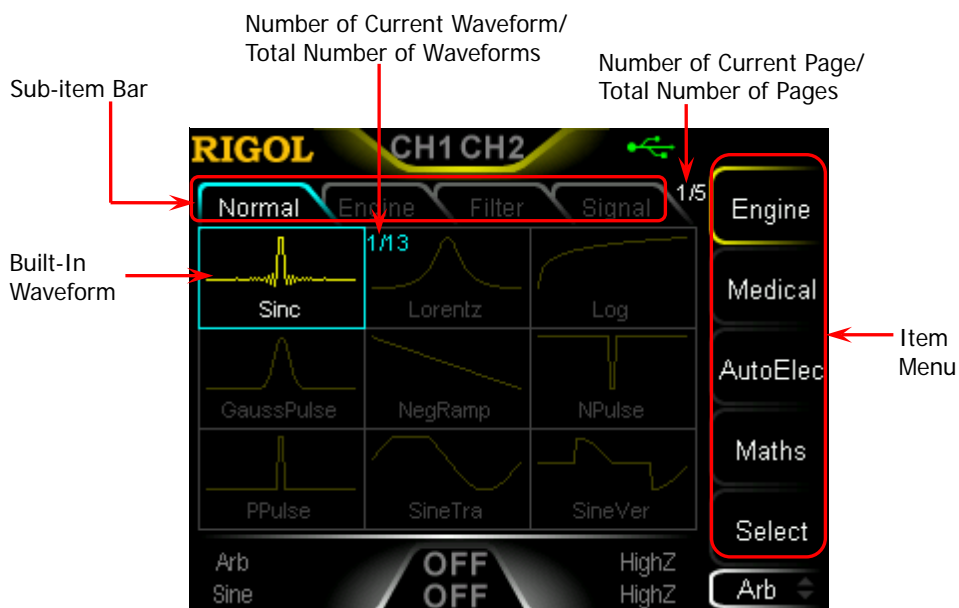 Number of Current Waveform/
Total Number of Waveforms
Number of Current Page/
Total Number of Pages
Sub-item Bar
RIGOL
CH1 CH2
Normal
Engine
Filter
Signal
1/5
Engine
1/13
Built-In
Waveform
Sinc
Lorentz
Log
Medical
Item
Menu
GaussPulse
NegRamp
NPulse
AutoElec
Maths
PPulse
SineTra
SineVer
Select
Arb
OFF
HighZ
Sine
OFF
HighZ
Arb